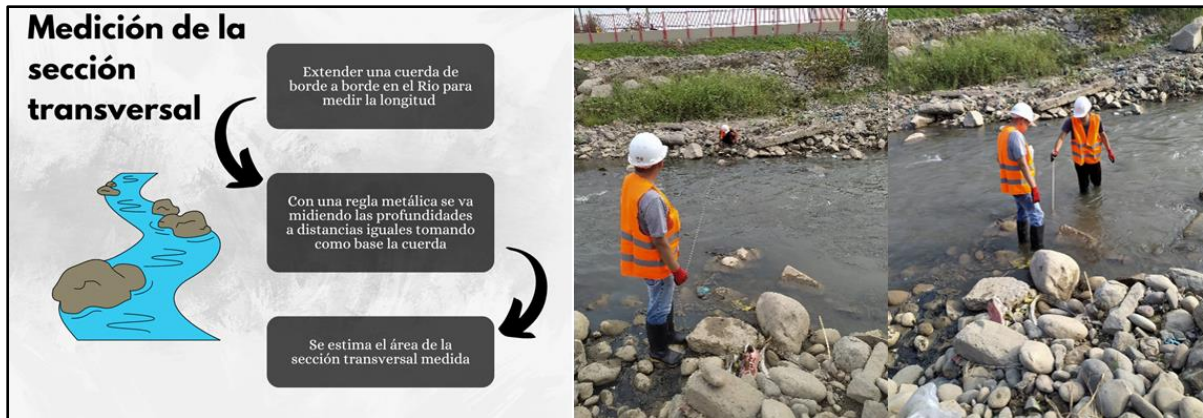 Medición de la
sección
transversal
Extender una cuerda de
borde a borde en el Rio para
medir la longitud
Con una regla metálica se va
midiendo las profundidades
a distancias iguales tomando
como base la cuerda
Se estima el área de la
sección transversal medida